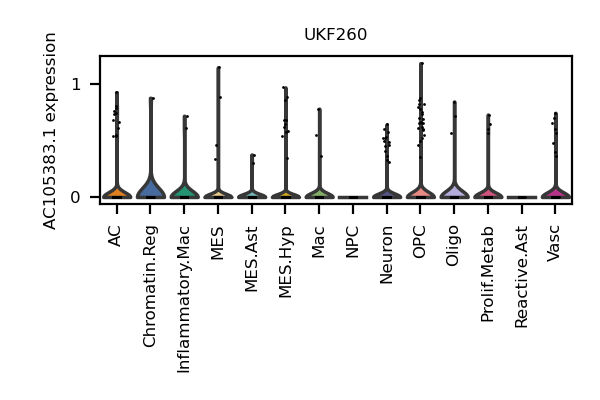 UKF260
AC105383.1 expression
1
0
AC
Chromatin.Reg
Inflammatory.Mac
MES
MES.Ast
MES.Hyp
Mac
NPC
Neuron
OPC
Oligo
Prolif.Metab
Reactive.Ast
Vasc